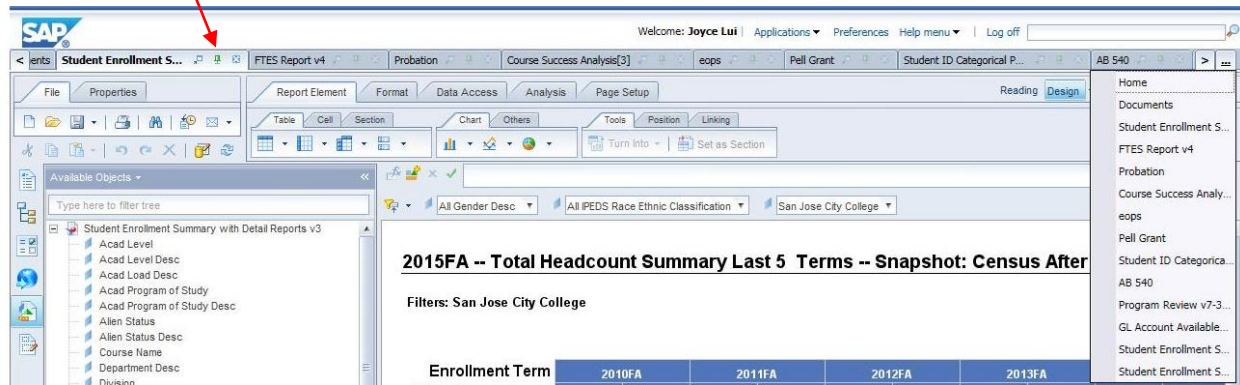 SAP
Welcome: Joyce Lui | Applications Preferences Help menu | Log off
< ents Student Enrollment S... FTES Report v4 Probation Course Success Analysis[3] eops Pell Grant Student ID Categorical P... AB 540 > ...
File Properties Report Element Format Data Access Analysis Page Setup Reading Design
Table Cell Section Chart Others Tools Position Linking
Turn Into Set as Section
Available Objects
Type here to filter tree
All Gender Desc All IPEDS Race Ethnic Classification San Jose City College
Student Enrollment Summary with Detail Reports v3
Acad Level
Acad Level Desc
Acad Load Desc
Acad Program of Study
Acad Program of Study Desc
Alien Status
Alien Status Desc
Course Name
Department Desc
Division
2015FA -- Total Headcount Summary Last 5 Terms -- Snapshot: Census After
Filters: San Jose City College
Enrollment Term 2010FA 2011FA 2012FA 2013FA
Home
Documents
Student Enrollment S...
FTES Report v4
Probation
Course Success Analy...
eops
Pell Grant
Student ID Categorica...
AB 540
Program Review v7-3...
GL Account Available...
Student Enrollment S...
Student Enrollment S...